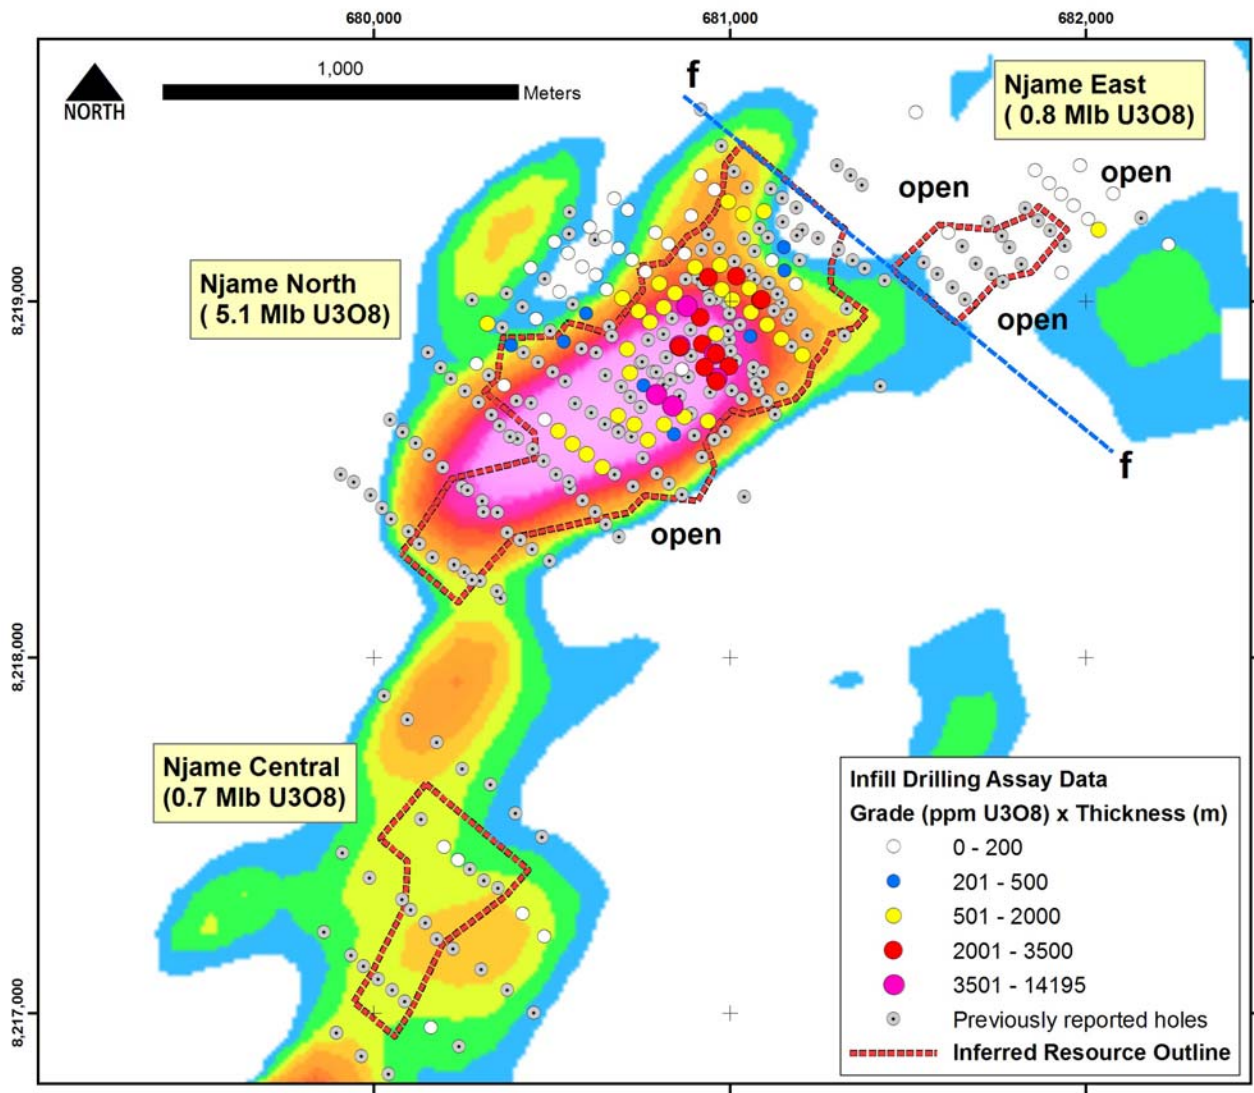 680,000
681,000
682,000
NORTH
1,000
Meters
f
Njame East
( 0.8 Mlb U3O8)
open
open
8,219,000
Njame North
( 5.1 Mlb U3O8)
open
f
open
8,218,000
Njame Central
(0.7 Mlb U3O8)
Infill Drilling Assay Data
Grade (ppm U3O8) x Thickness (m)
0 - 200
201 - 500
501 - 2000
2001 - 3500
3501 - 14195
Previously reported holes
Inferred Resource Outline
8,217,000